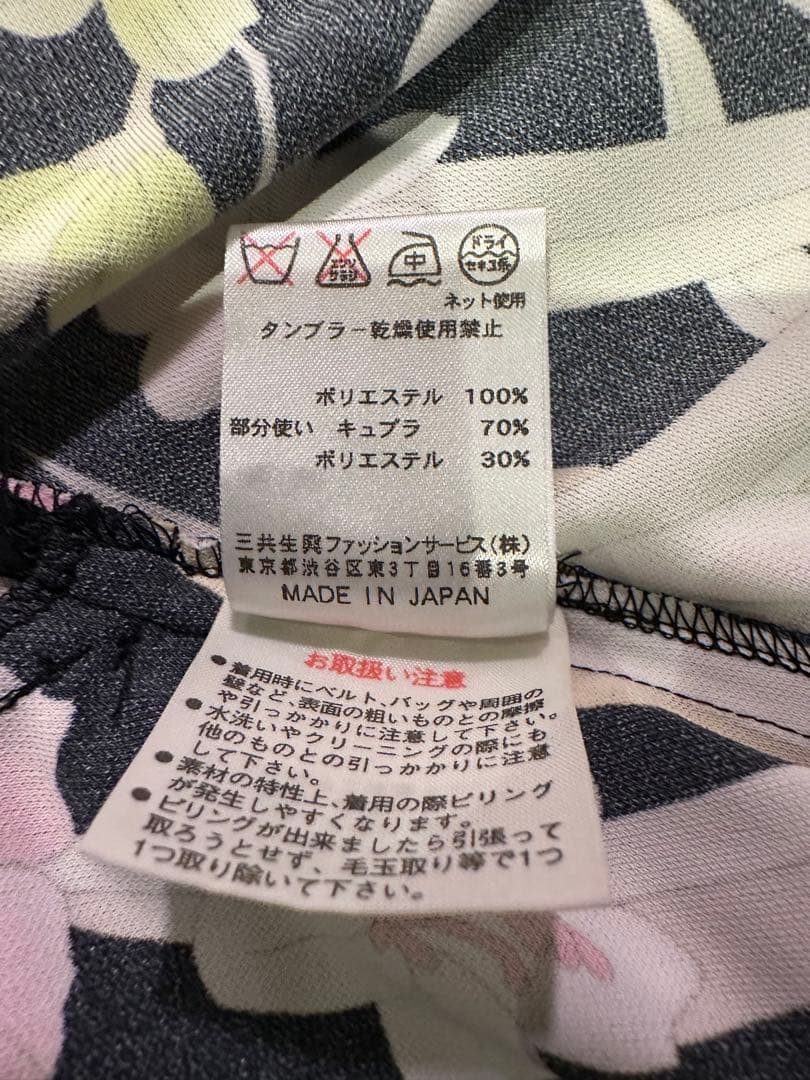 エンソ
サラシ
中
ドライ
セキユ系
ネット使用
タンブラー乾燥使用禁止
ポリエステル 100%
部分使い キュプラ 70%
ポリエステル 30%
三共生興ファッションサービス(株)
東京都渋谷区東3丁目16番3号
MADE IN JAPAN
お取扱い注意
●着用時にベルト、バッグや周囲の
壁など、表面の粗いものとの摩擦
や引っかかりに注意して下さい。
●水洗いやクリーニングの際にも
他のものとの引っかかりに注意
して下さい。
●素材の特性上、着用の際ピリング
が発生しやすくなります。
●ピリングが出来ましたら引張って
取ろうとせず、毛玉取り等で1つ
1つ取り除いて下さい。